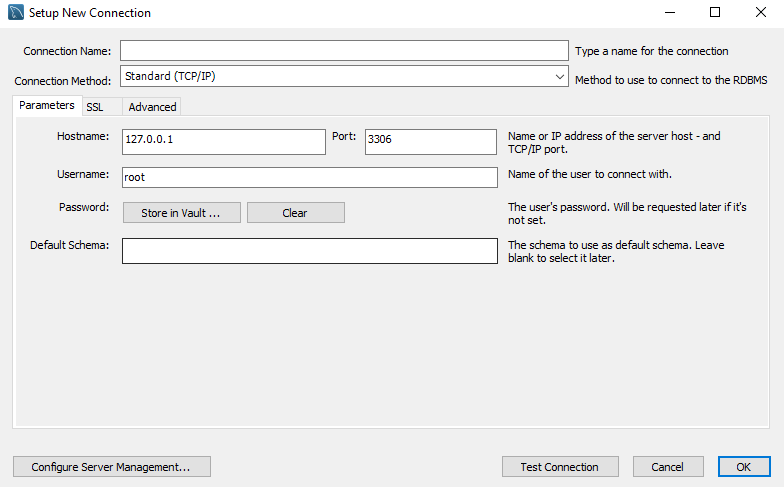 Setup New Connection
Connection Name: Type a name for the connection
Connection Method: Standard (TCP/IP) Method to use to connect to the RDBMS
Parameters SSL Advanced
Hostname: 127.0.0.1 Port: 3306 Name or IP address of the server host - and
TCP/IP port.
Username: root Name of the user to connect with.
Password: Store in Vault ... Clear The user's password. Will be requested later if it's
not set.
Default Schema: The schema to use as default schema. Leave
blank to select it later.
Configure Server Management... Test Connection Cancel OK